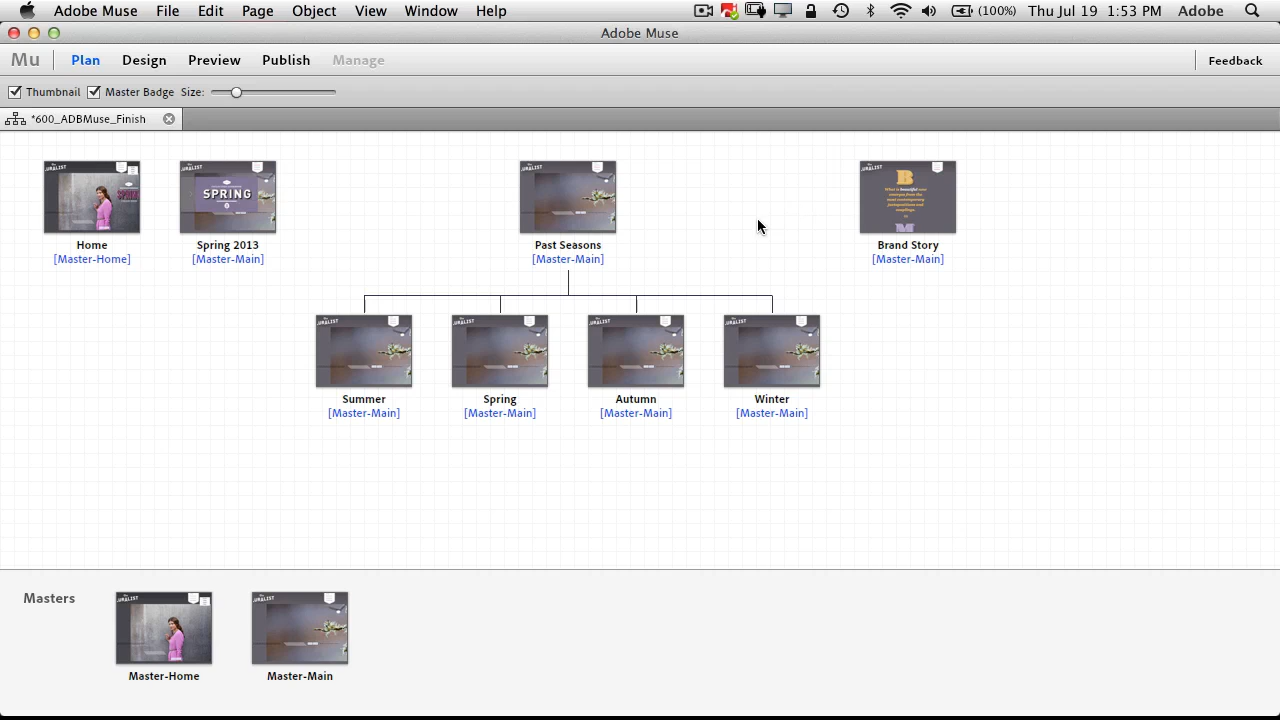 Adobe Muse File Edit Page Object View Window Help (100%) Thu Jul 19 1:53 PM Adobe
Adobe Muse
Mu Plan Design Preview Publish Manage Feedback
Thumbnail Master Badge Size:
*600_ADBMuse_Finish
SPRING
B
Home Spring 2013 Past Seasons Brand Story
[Master-Home] [Master-Main] [Master-Main] [Master-Main]
Summer Spring Autumn Winter
[Master-Main] [Master-Main] [Master-Main] [Master-Main]
Masters
Master-Home Master-Main